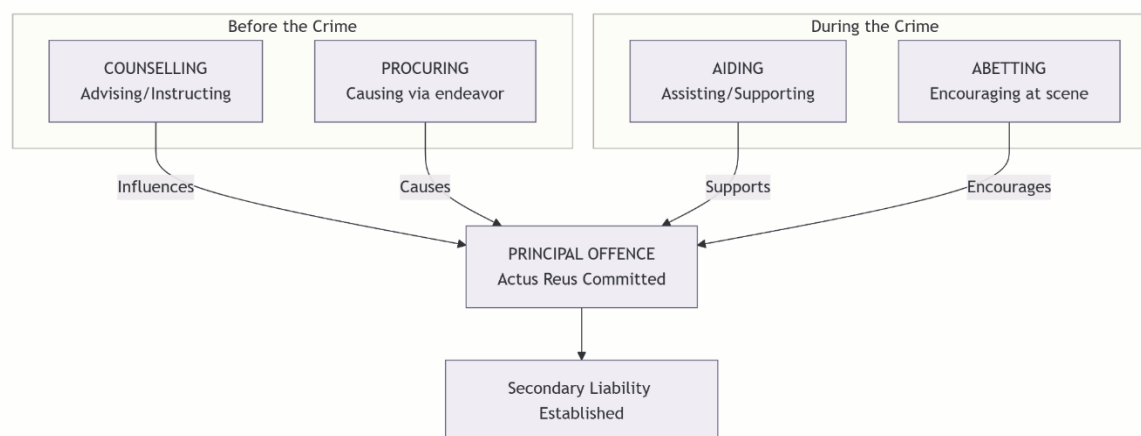 Before the Crime
During the Crime
COUNSELLING
Advising/Instructing
PROCURING
Causing via endeavor
AIDING
Assisting/Supporting
ABETTING
Encouraging at scene
Influences
Causes
Supports
Encourages
PRINCIPAL OFFENCE
Actus Reus Committed
Secondary Liability
Established